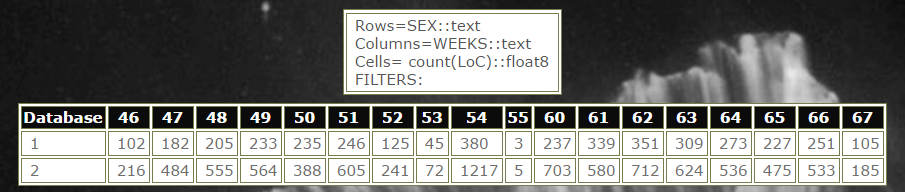 Rows=SEX::text
Columns=WEEKS::text
Cells= count(LoC)::float8
FILTERS:
Database 46 47 48 49 50 51 52 53 54 55 60 61 62 63 64 65 66 67
1 102 182 205 233 235 246 125 45 380 3 237 339 351 309 273 227 251 105
2 216 484 555 564 388 605 241 72 1217 5 703 580 712 624 536 475 533 185